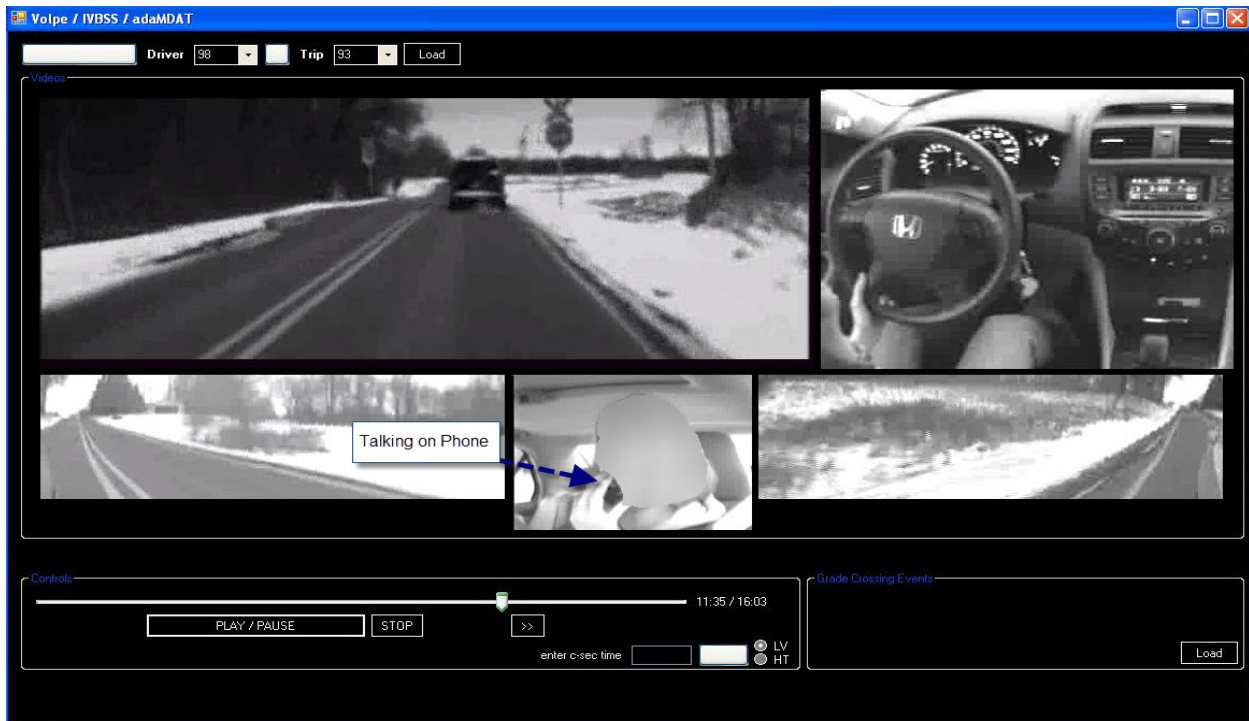 Volpe / IVBSS / adaMDAT
Driver 98 Trip 93 Load
Videos
Talking on Phone
Controls
11:35 / 16:03
PLAY / PAUSE STOP >>
enter c-sec time
LV
HT
Grade Crossing Events
Load